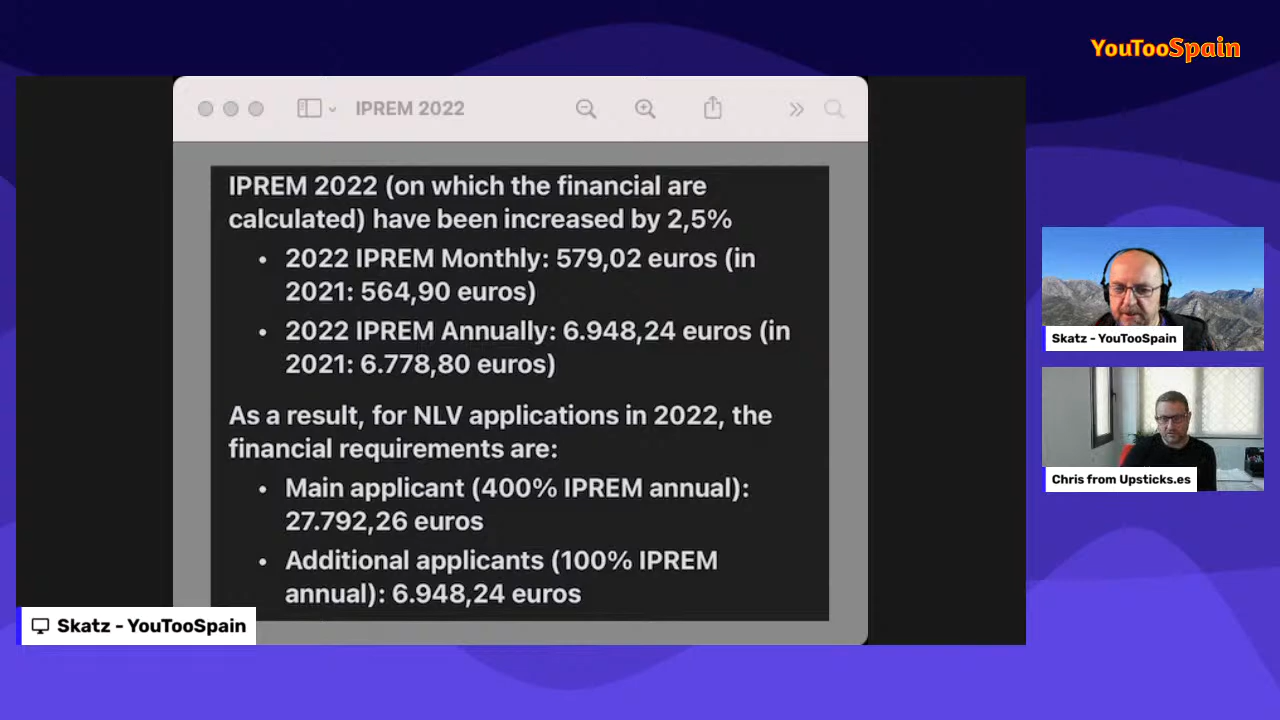 YouTooSpain
IPREM 2022
IPREM 2022 (on which the financial are
calculated) have been increased by 2,5%
• 2022 IPREM Monthly: 579,02 euros (in
2021: 564,90 euros)
• 2022 IPREM Annually: 6.948,24 euros (in
2021: 6.778,80 euros)
As a result, for NLV applications in 2022, the
financial requirements are:
• Main applicant (400% IPREM annual):
27.792,26 euros
• Additional applicants (100% IPREM
annual): 6.948,24 euros
Skatz - YouTooSpain
Skatz - YouTooSpain
Chris from Upsticks.es